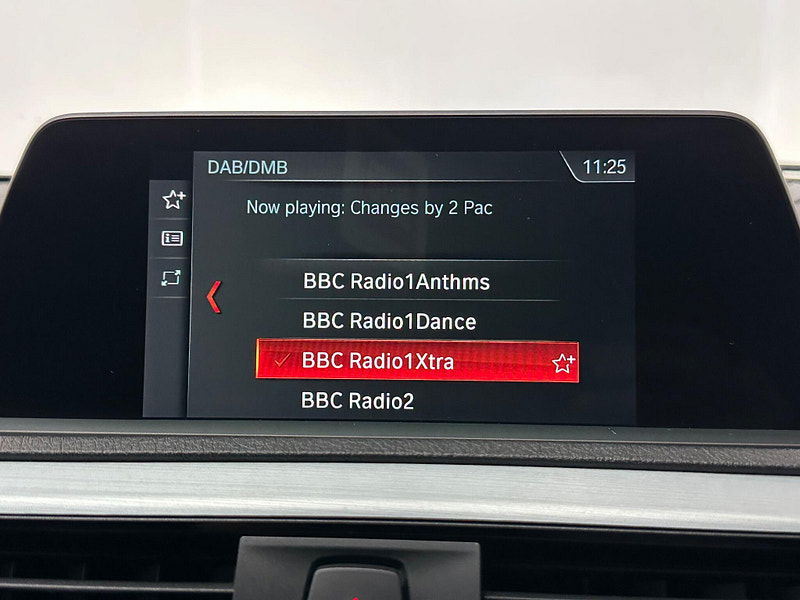 DAB/DMB
11:25
Now playing: Changes by 2 Pac
BBC Radio1Anthms
BBC Radio1Dance
BBC Radio1Xtra
BBC Radio2